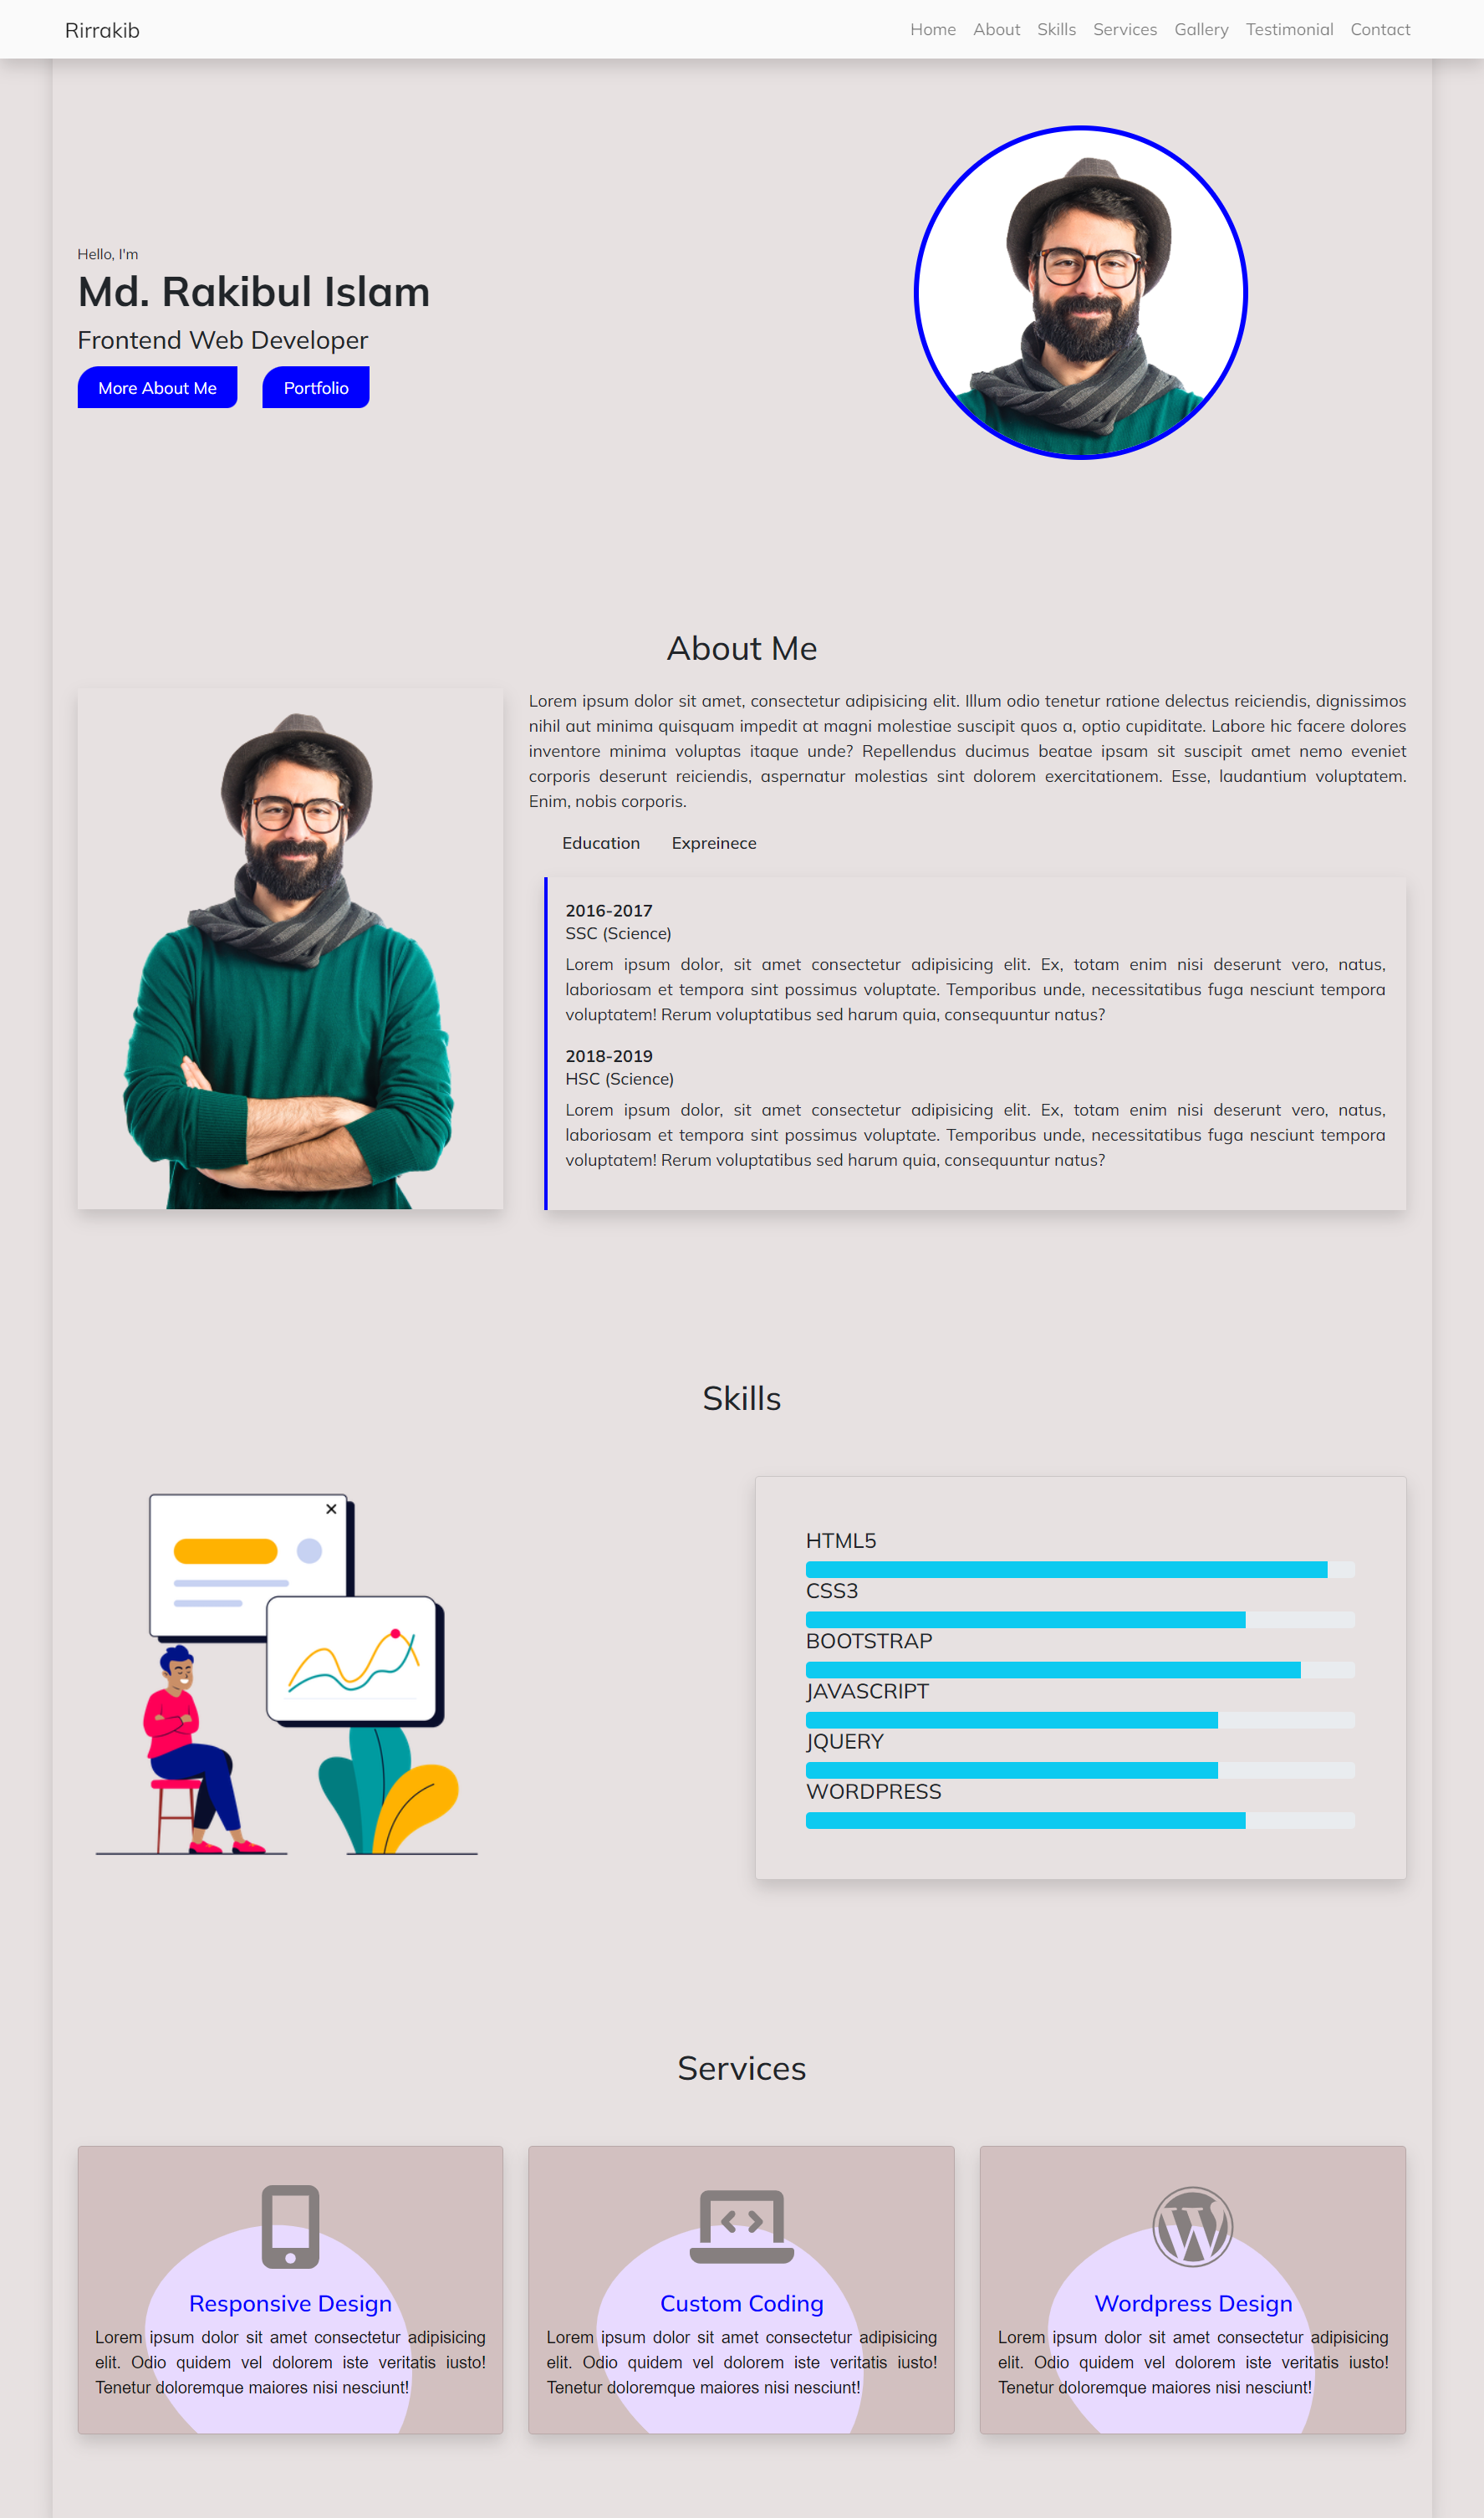 Rirrakib
Home About Skills Services Gallery Testimonial Contact
Hello, I'm
Md. Rakibul Islam
Frontend Web Developer
More About Me Portfolio
About Me
Lorem ipsum dolor sit amet, consectetur adipisicing elit. Illum odio tenetur ratione delectus reiciendis, dignissimos
nihil aut minima quisquam impedit at magni molestiae suscipit quos a, optio cupiditate. Labore hic facere dolores
inventore minima voluptas itaque unde? Repellendus ducimus beatae ipsam sit suscipit amet nemo eveniet
corporis deserunt reiciendis, aspernatur molestias sint dolorem exercitationem. Esse, laudantium voluptatem.
Enim, nobis corporis.
Education Expreinece
2016-2017
SSC (Science)
Lorem ipsum dolor, sit amet consectetur adipisicing elit. Ex, totam enim nisi deserunt vero, natus,
laboriosam et tempora sint possimus voluptate. Temporibus unde, necessitatibus fuga nesciunt tempora
voluptatem! Rerum voluptatibus sed harum quia, consequuntur natus?
2018-2019
HSC (Science)
Lorem ipsum dolor, sit amet consectetur adipisicing elit. Ex, totam enim nisi deserunt vero, natus,
laboriosam et tempora sint possimus voluptate. Temporibus unde, necessitatibus fuga nesciunt tempora
voluptatem! Rerum voluptatibus sed harum quia, consequuntur natus?
Skills
HTML5
CSS3
BOOTSTRAP
JAVASCRIPT
JQUERY
WORDPRESS
Services
Responsive Design
Lorem ipsum dolor sit amet consectetur adipisicing
elit. Odio quidem vel dolorem iste veritatis iusto!
Tenetur doloremque maiores nisi nesciunt!
Custom Coding
Lorem ipsum dolor sit amet consectetur adipisicing
elit. Odio quidem vel dolorem iste veritatis iusto!
Tenetur doloremque maiores nisi nesciunt!
Wordpress Design
Lorem ipsum dolor sit amet consectetur adipisicing
elit. Odio quidem vel dolorem iste veritatis iusto!
Tenetur doloremque maiores nisi nesciunt!